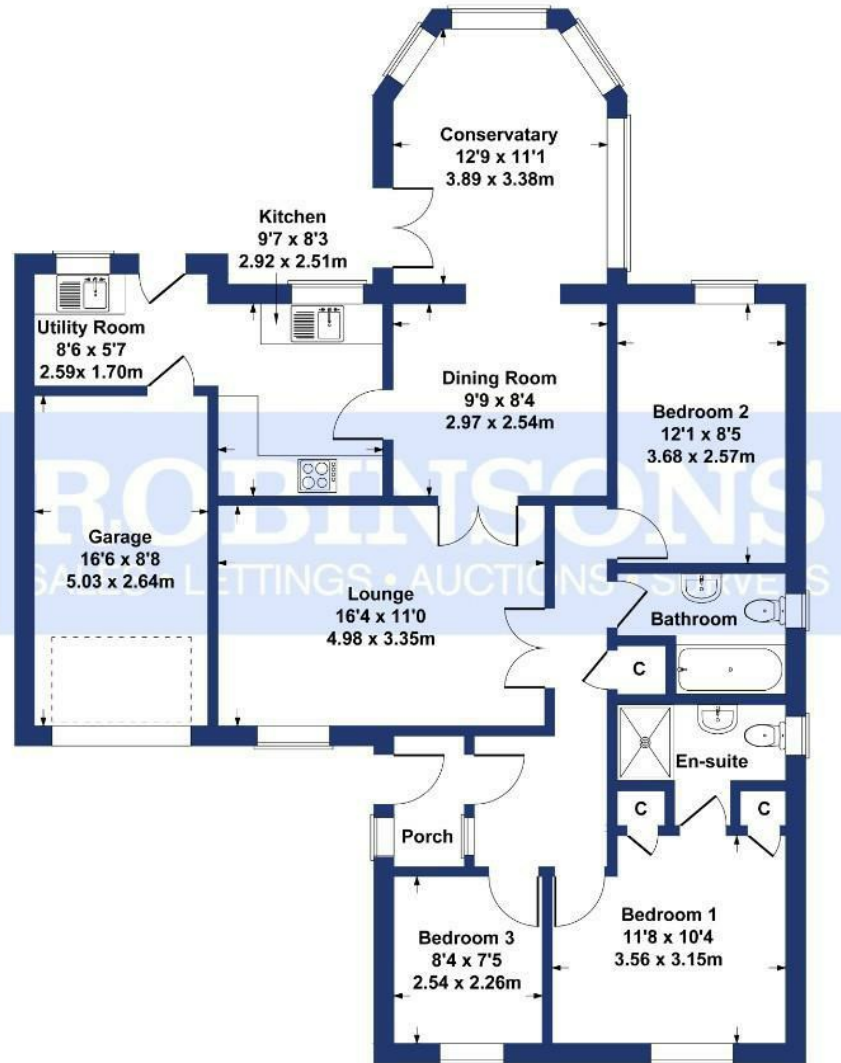 Conservatary
12'9 x 11'1
3.89 x 3.38m
Kitchen
9'7 x 8'3
2.92 x 2.51m
Utility Room
8'6 x 5'7
2.59x 1.70m
Dining Room
9'9 x 8'4
2.97 x 2.54m
Bedroom 2
12'1 x 8'5
3.68 x 2.57m
ROBINSONS
SALES • LETTINGS • AUCTIONS • SURVEYS
Garage
16'6 x 8'8
5.03 x 2.64m
Lounge
16'4 x 11'0
4.98 x 3.35m
Bathroom
C
En-suite
C
C
Porch
Bedroom 1
11'8 x 10'4
3.56 x 3.15m
Bedroom 3
8'4 x 7'5
2.54 x 2.26m